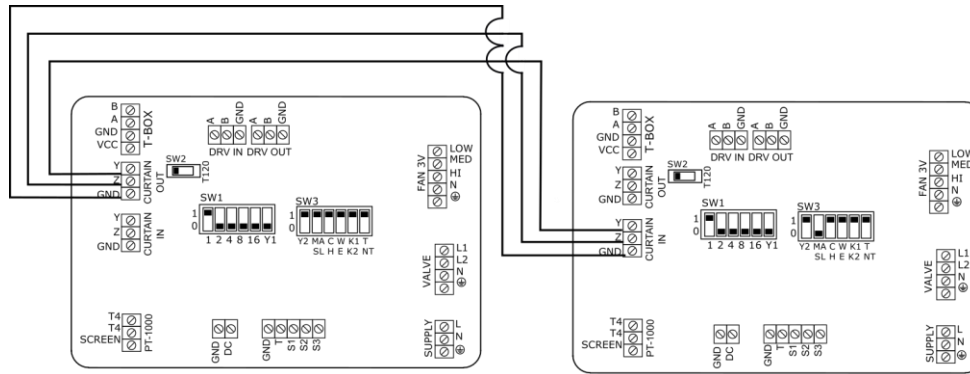 B
A
GND
VCC
T-BOX
A
B
GND
A
B
GND
DRV IN DRV OUT
SW2
T120
Y
Z
GND
CURTAIN
OUT
Y
Z
GND
CURTAIN
IN
SW1
1
0
1 2 4 8 16 Y1
SW3
1
0
Y2 MA C W K1 T
SL H E K2 NT
FAN 3V
LOW
MED
HI
N
VALVE
L1
L2
N
T4
T4
SCREEN
PT-1000
GND
DC
GND
T
S1
S2
S3
SUPPLY
L
N
B
A
GND
VCC
T-BOX
A
B
GND
A
B
GND
DRV IN DRV OUT
SW2
T120
Y
Z
GND
CURTAIN
OUT
Y
Z
GND
CURTAIN
IN
SW1
1
0
1 2 4 8 16 Y1
SW3
1
0
Y2 MA C W K1 T
SL H E K2 NT
FAN 3V
LOW
MED
HI
N
VALVE
L1
L2
N
T4
T4
SCREEN
PT-1000
GND
DC
GND
T
S1
S2
S3
SUPPLY
L
N